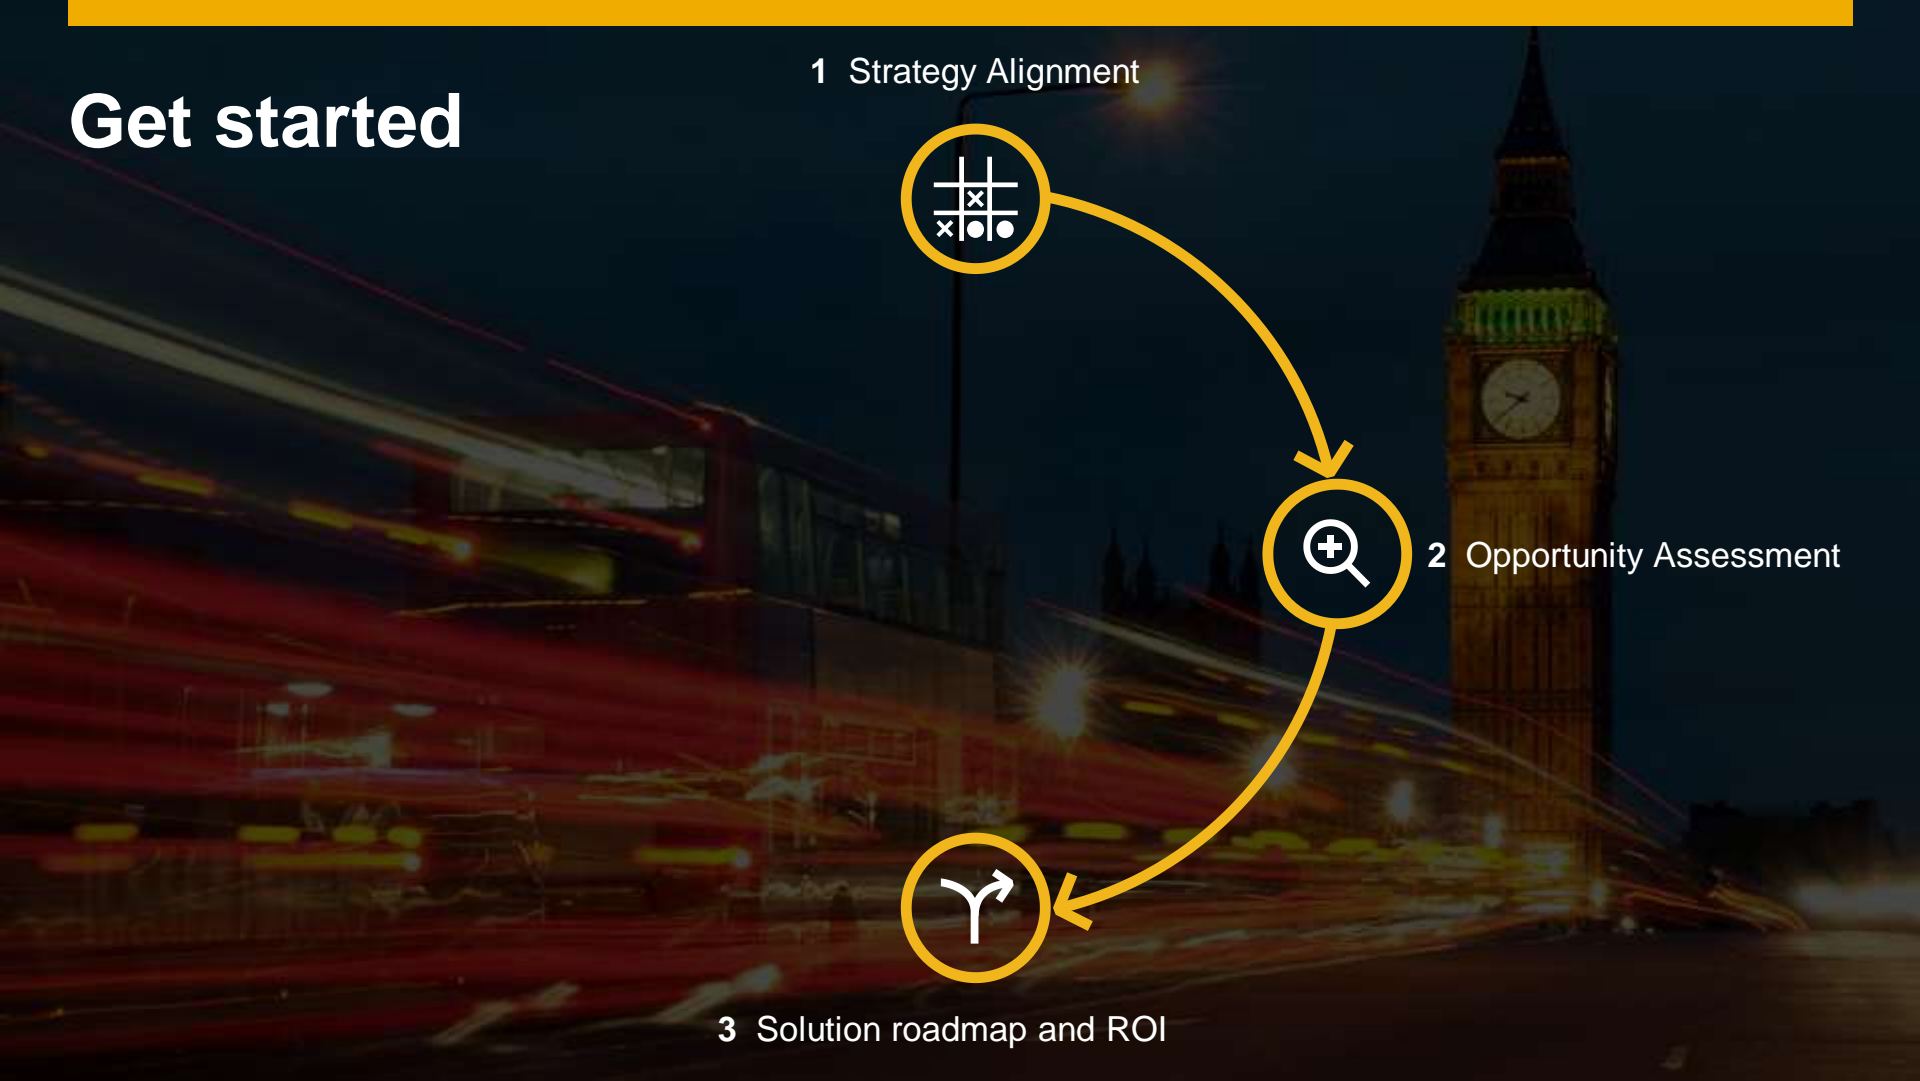 Get started
1 Strategy Alignment
2 Opportunity Assessment
3 Solution roadmap and ROI